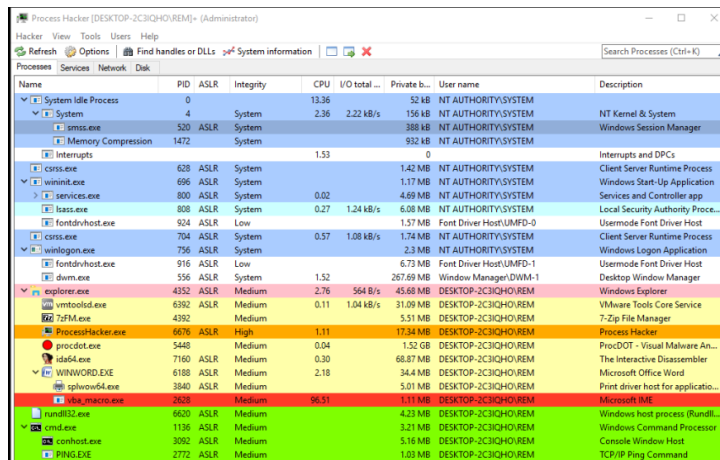 Process Hacker [DESKTOP-2C3IQHO\REM]+ (Administrator)
Hacker View Tools Users Help
Refresh Options Find handles or DLLs System information Search Processes (Ctrl+K)
Processes Services Network Disk
Name PID ASLR Integrity CPU I/O total ... Private b... User name Description
System Idle Process 0 13.36 52 kB NT AUTHORITY\SYSTEM
System 4 System 2.36 2.22 kB/s 156 kB NT AUTHORITY\SYSTEM NT Kernel & System
smss.exe 520 ASLR System 388 kB NT AUTHORITY\SYSTEM Windows Session Manager
Memory Compression 1472 System 932 kB NT AUTHORITY\SYSTEM
Interrupts 1.53 0 Interrupts and DPCs
csrss.exe 628 ASLR System 1.42 MB NT AUTHORITY\SYSTEM Client Server Runtime Process
wininit.exe 696 ASLR System 1.17 MB NT AUTHORITY\SYSTEM Windows Start-Up Application
services.exe 800 ASLR System 0.02 4.69 MB NT AUTHORITY\SYSTEM Services and Controller app
lsass.exe 808 ASLR System 0.27 1.24 kB/s 6.08 MB NT AUTHORITY\SYSTEM Local Security Authority Proce...
fontdrvhost.exe 924 ASLR Low 1.57 MB Font Driver Host\UMFD-0 Usermode Font Driver Host
csrss.exe 704 ASLR System 0.57 1.08 kB/s 1.74 MB NT AUTHORITY\SYSTEM Client Server Runtime Process
winlogon.exe 756 ASLR System 2.3 MB NT AUTHORITY\SYSTEM Windows Logon Application
fontdrvhost.exe 916 ASLR Low 6.73 MB Font Driver Host\UMFD-1 Usermode Font Driver Host
dwm.exe 556 ASLR System 1.52 267.69 MB Window Manager\DWM-1 Desktop Window Manager
explorer.exe 4352 ASLR Medium 2.76 564 B/s 45.68 MB DESKTOP-2C3IQHO\REM Windows Explorer
vmtoolsd.exe 6392 ASLR Medium 0.11 1.04 kB/s 31.09 MB DESKTOP-2C3IQHO\REM VMware Tools Core Service
7zFM.exe 4392 Medium 5.51 MB DESKTOP-2C3IQHO\REM 7-Zip File Manager
ProcessHacker.exe 6676 ASLR High 1.11 17.34 MB DESKTOP-2C3IQHO\REM Process Hacker
procdot.exe 5448 Medium 0.04 1.52 GB DESKTOP-2C3IQHO\REM ProcDOT - Visual Malware An...
ida64.exe 7160 ASLR Medium 0.30 68.87 MB DESKTOP-2C3IQHO\REM The Interactive Disassembler
WINWORD.EXE 6188 ASLR Medium 2.18 34.4 MB DESKTOP-2C3IQHO\REM Microsoft Office Word
splwow64.exe 3840 ASLR Medium 5.01 MB DESKTOP-2C3IQHO\REM Print driver host for applicatio...
vba_macro.exe 2628 Medium 96.51 1.11 MB DESKTOP-2C3IQHO\REM Microsoft IME
rundll32.exe 6620 ASLR Medium 4.23 MB DESKTOP-2C3IQHO\REM Windows host process (Rundll...
cmd.exe 1136 ASLR Medium 3.21 MB DESKTOP-2C3IQHO\REM Windows Command Processor
conhost.exe 3092 ASLR Medium 5.16 MB DESKTOP-2C3IQHO\REM Console Window Host
PING.EXE 2772 ASLR Medium 1.03 MB DESKTOP-2C3IQHO\REM TCP/IP Ping Command